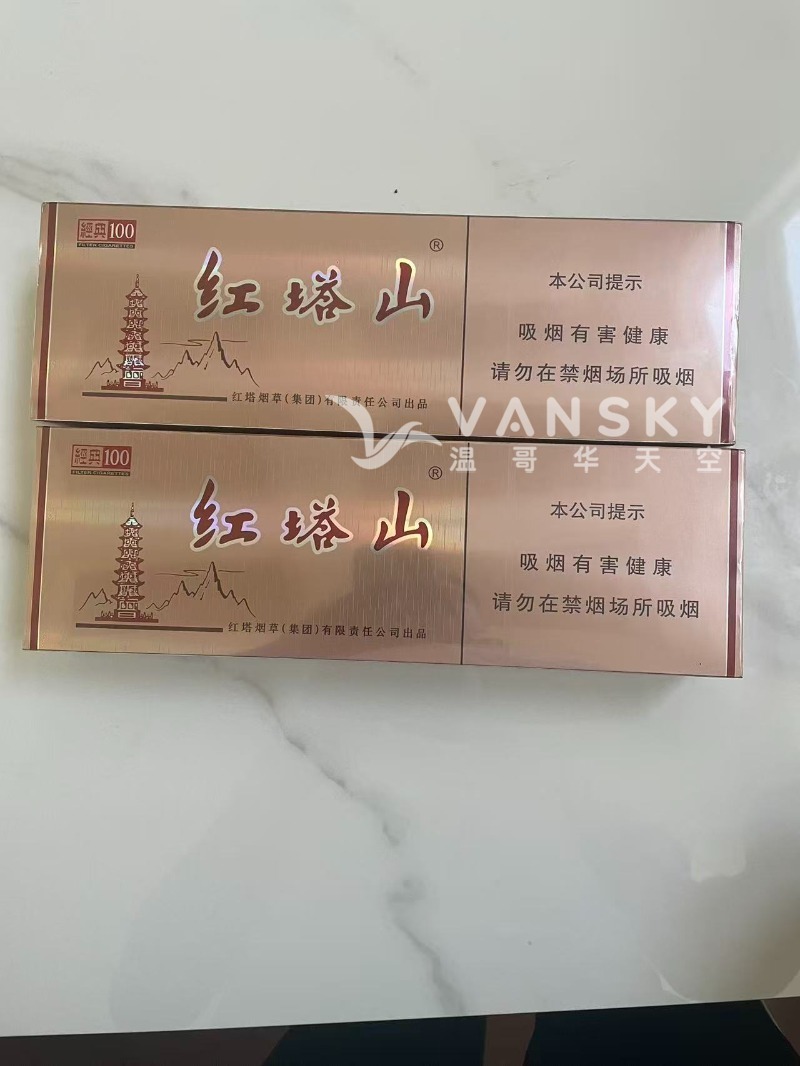 經典100
FILTER CIGARETTES
红塔山®
红塔烟草(集团)有限责任公司出品
本公司提示
吸烟有害健康
请勿在禁烟场所吸烟
VANSKY
温哥华天空
經典100
FILTER CIGARETTES
红塔山®
红塔烟草(集团)有限责任公司出品
本公司提示
吸烟有害健康
请勿在禁烟场所吸烟